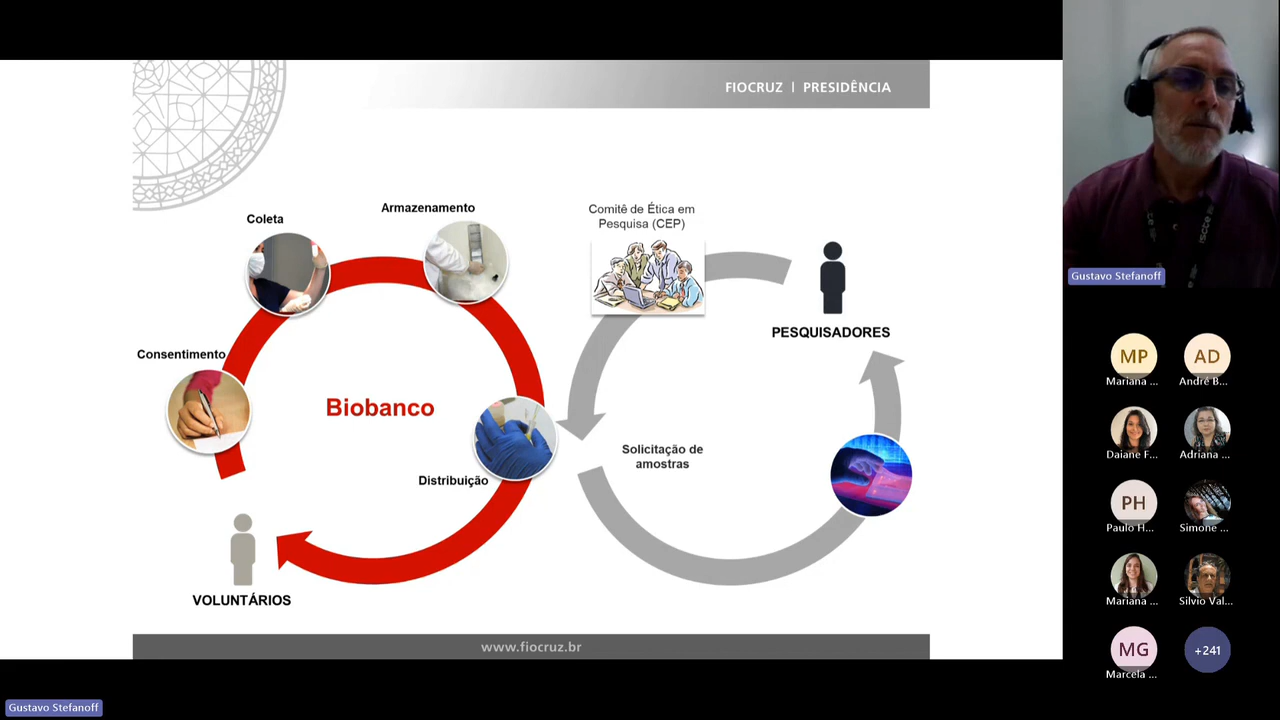 FIOCRUZ | PRESIDÊNCIA
Coleta
Armazenamento
Comitê de Ética em
Pesquisa (CEP)
Consentimento
PESQUISADORES
Biobanco
Solicitação de
amostras
Distribuição
VOLUNTÁRIOS
www.fiocruz.br
Gustavo Stefanoff
Gustavo Stefanoff
MP
AD
Mariana ...
André B...
Daiane F...
Adriana ...
PH
Paulo H...
Simone ...
Mariana ...
Silvio Val...
MG
+241
Marcela ...